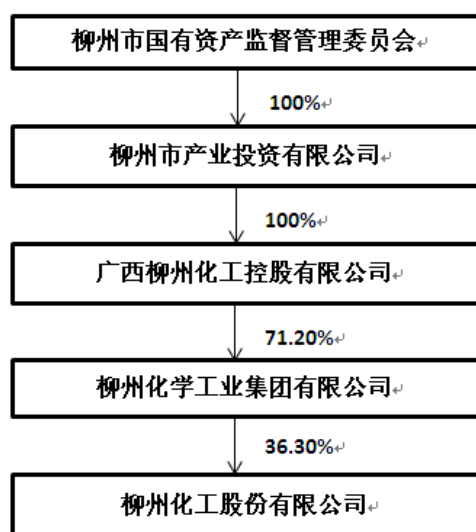 柳州市国有资产监督管理委员会
100%
柳州市产业投资有限公司
100%
广西柳州化工控股有限公司
71.20%
柳州化学工业集团有限公司
36.30%
柳州化工股份有限公司